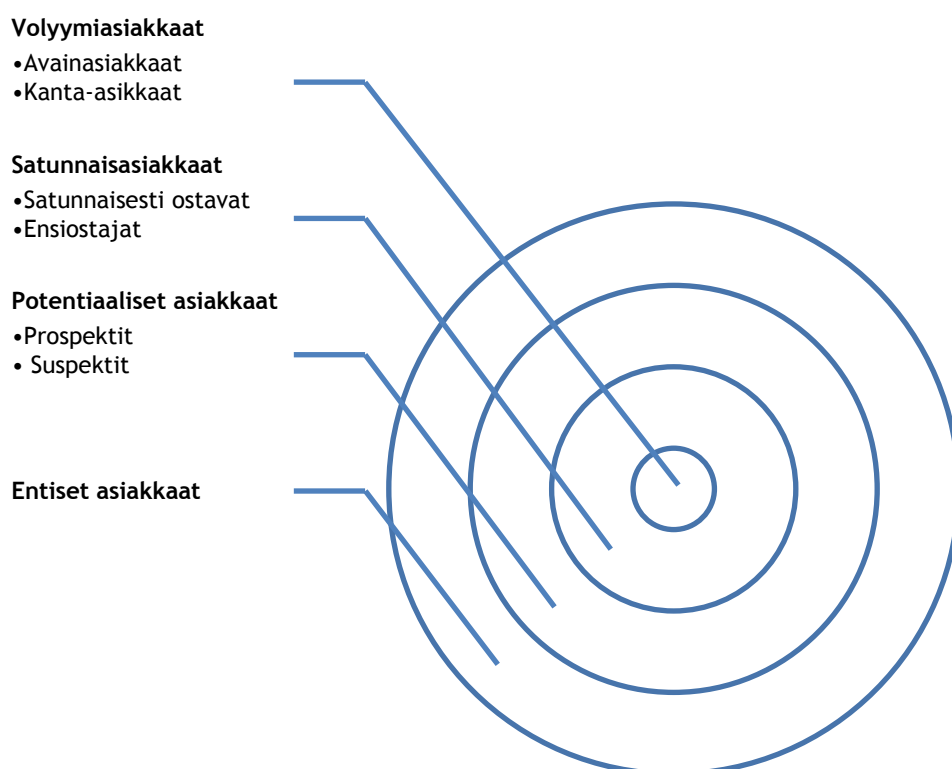 Volyymiasiakkaat
•Avainasiakkaat
•Kanta-asikkaat
Satunnaisasiakkaat
•Satunnaisesti ostavat
•Ensiostajat
Potentiaaliset asiakkaat
•Prospektit
• Suspektit
Entiset asiakkaat